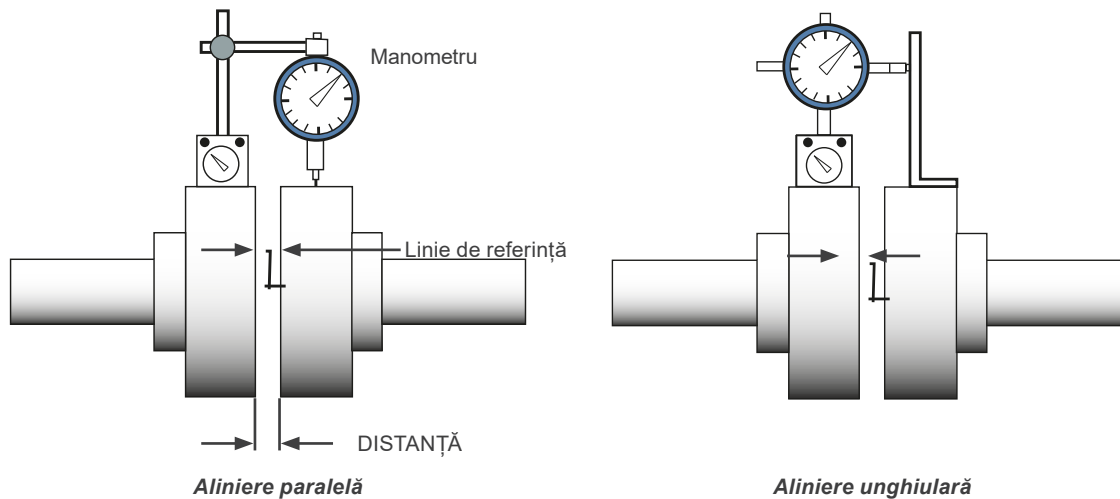 Manometru
Linie de referință
DISTANȚĂ
Aliniere paralelă
Aliniere unghiulară